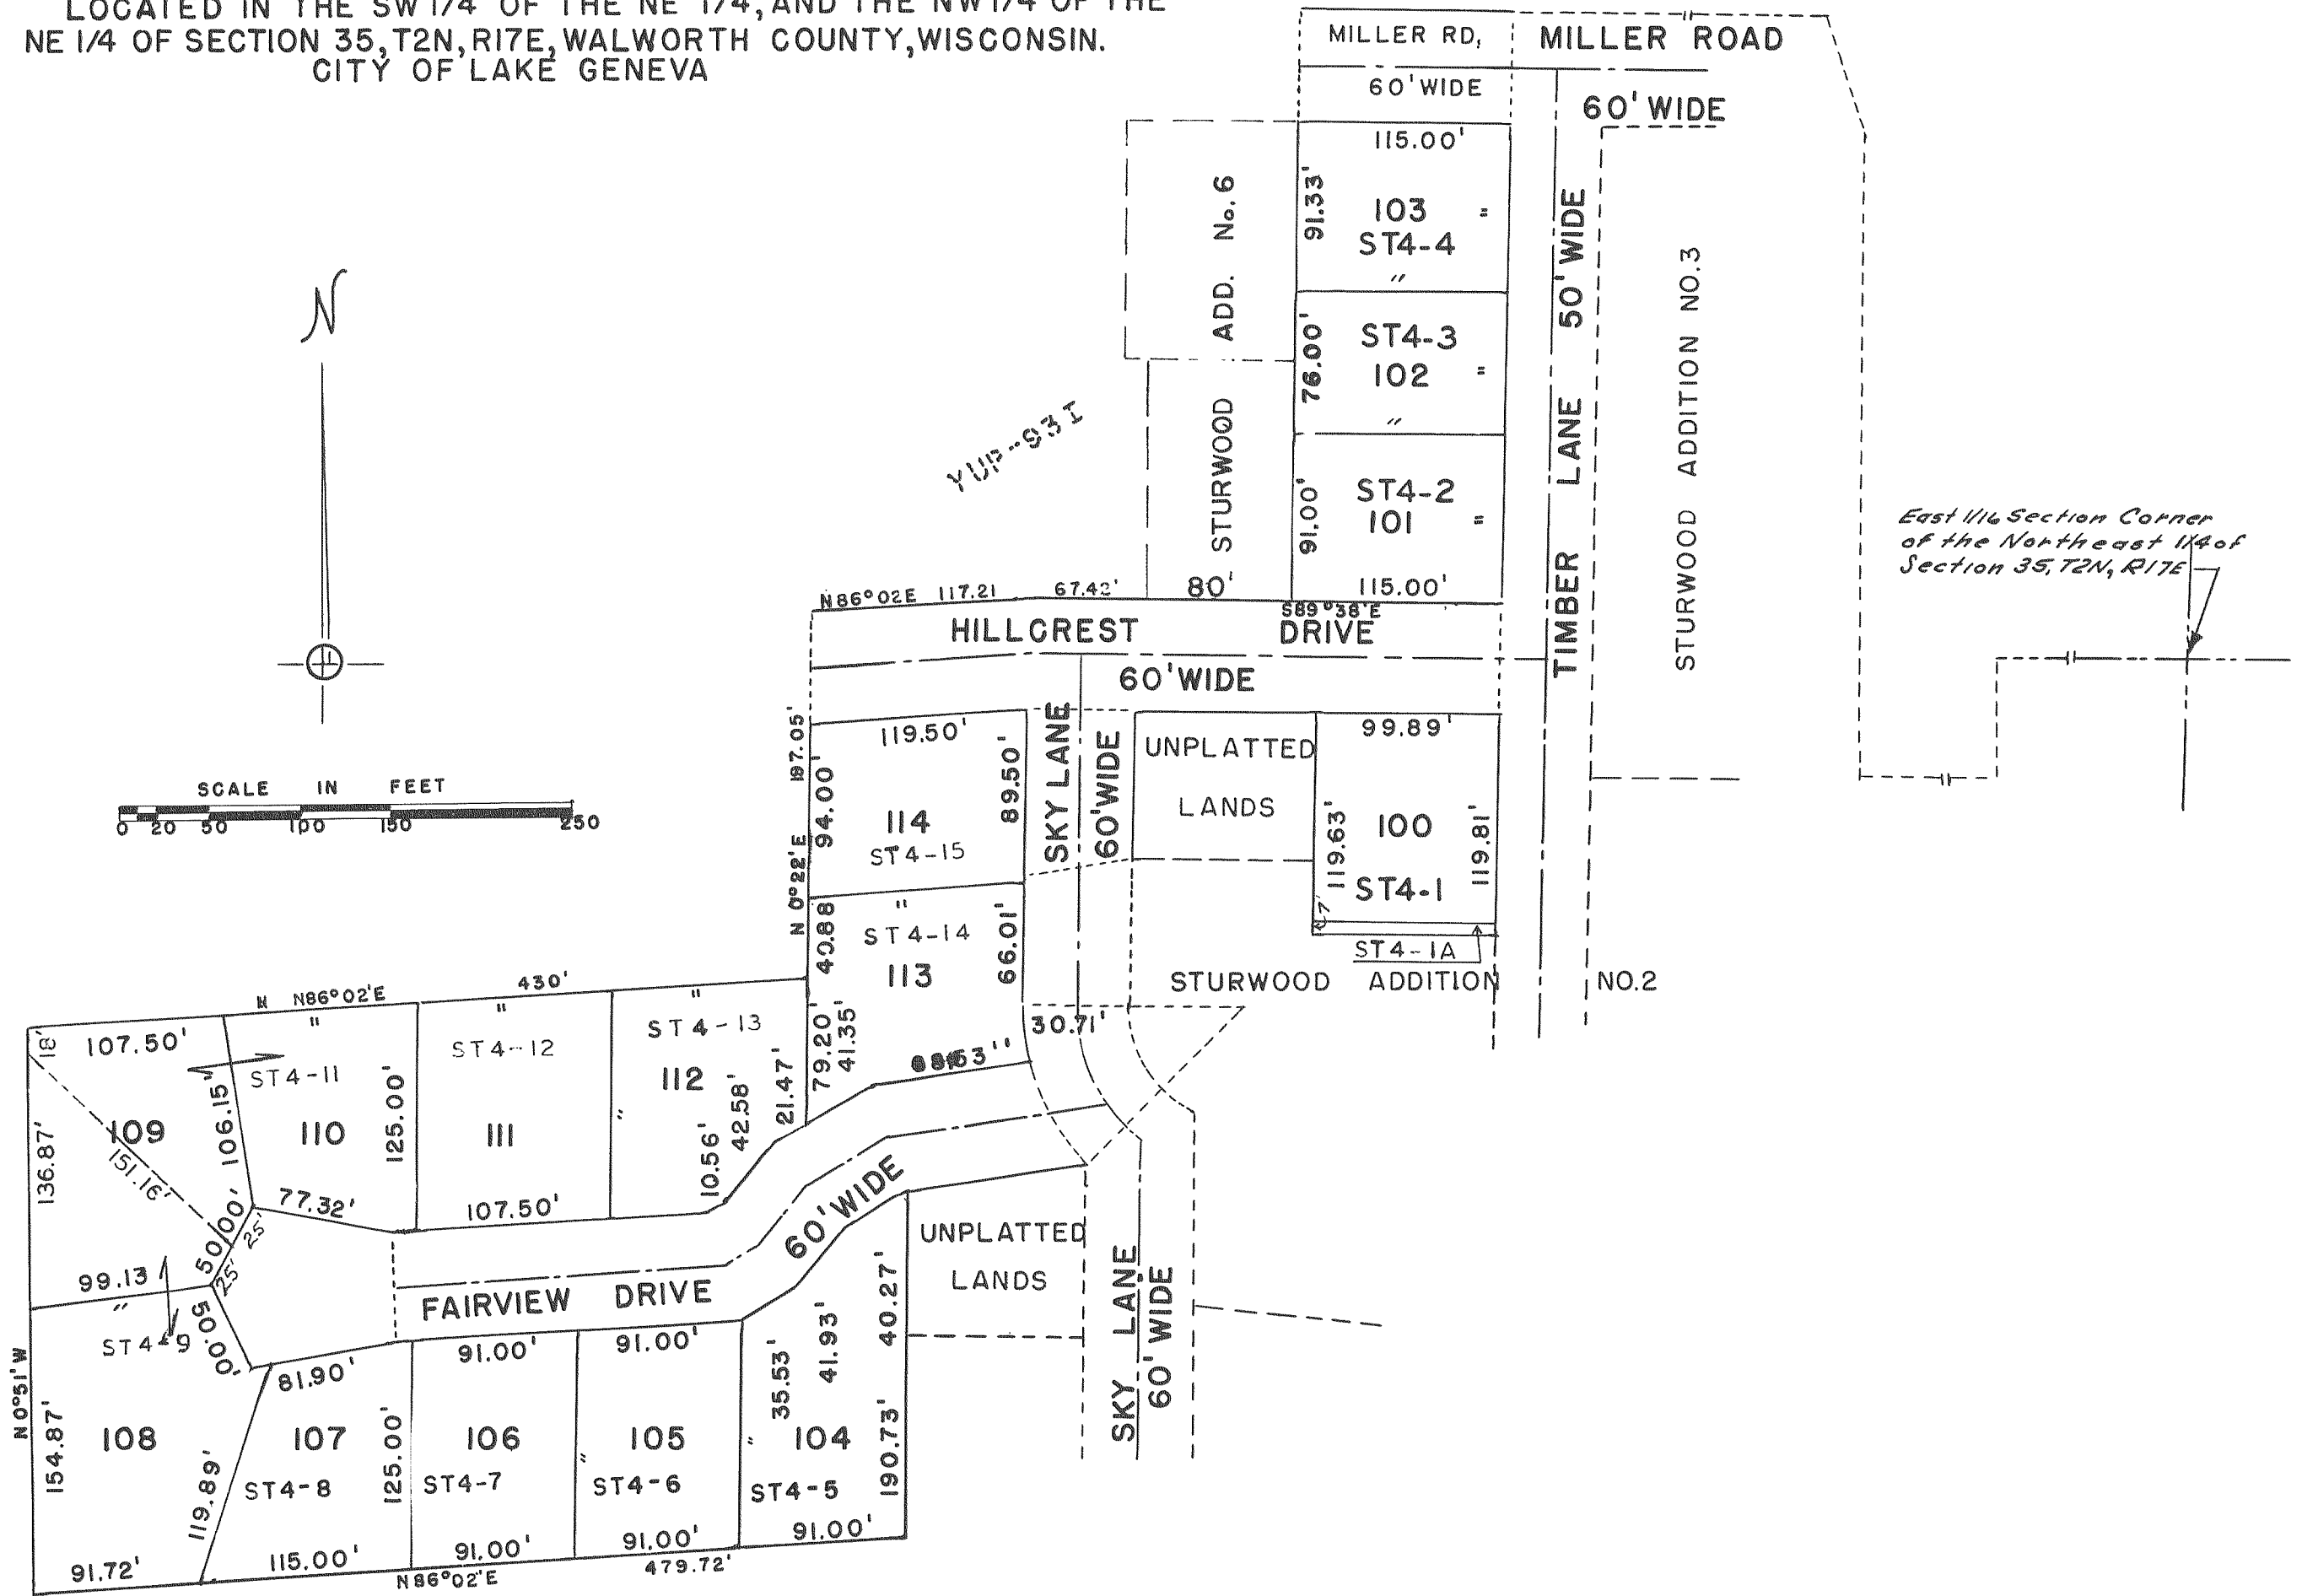 LOCATED IN THE SW 1/4 OF THE NE 1/4, AND THE NW 1/4 OF THE
NE 1/4 OF SECTION 35, T2N, R17E, WALWORTH COUNTY, WISCONSIN.
CITY OF LAKE GENEVA
MILLER RD,
MILLER ROAD
60' WIDE
60' WIDE
115.00'
91.33'
103 "
ST4-4
"
STURWOOD ADD. No. 6
76.00'
ST4-3
102 "
"
91.00'
ST4-2
101 "
115.00'
TIMBER LANE 50' WIDE
STURWOOD ADDITION NO.3
East 1/16 Section Corner
of the Northeast 1/4 of
Section 35, T2N, R17E
N
SCALE IN FEET
0 20 50 100 150 250
N86°02E 117.21 67.42' 80'
S89°38'E
HILLCREST DRIVE
60' WIDE
197.05'
N 0°22'E
119.50'
94.00'
89.50'
114
ST4-15
SKY LANE
60' WIDE
UNPLATTED
LANDS
99.89'
119.63'
100
119.81'
ST4-1
7'
ST4-1A
STURWOOD ADDITION NO.2
"
40.88
ST4-14
113
66.01'
79.20'
41.35'
30.71'
N86°02'E 430'
18'
107.50'
109
136.87'
151.16'
106.15'
"
ST4-11
110
125.00'
77.32'
"
ST4-12
111
107.50'
"
ST4-13
112
"
10.56'
42.58'
21.47'
50.00'
25'
25'
99.13
"
ST4-9
50.00'
FAIRVIEW DRIVE
60' WIDE
UNPLATTED
LANDS
SKY LANE
60' WIDE
N 0°51' W
154.87'
108
91.72'
119.89'
81.90'
107
ST4-8
125.00'
115.00'
91.00'
106
ST4-7
91.00'
91.00'
105
"
ST4-6
91.00'
35.53'
41.93'
40.27'
"
104
ST4-5
190.73'
91.00'
N86°02'E
479.72'